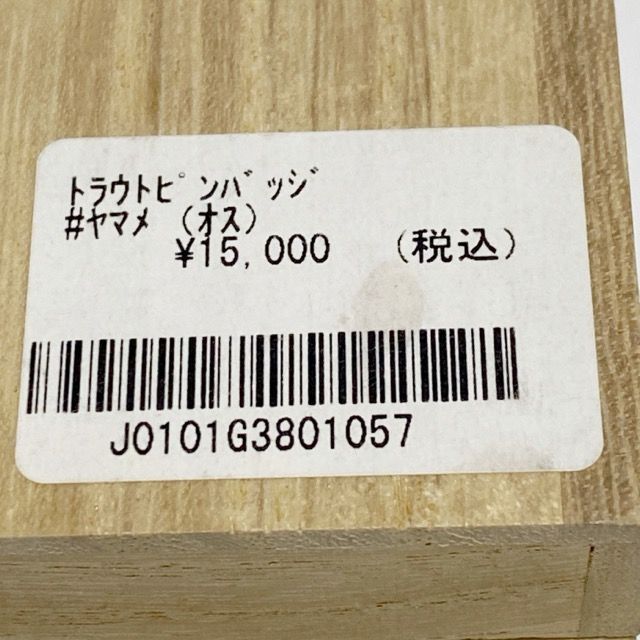 ﾄﾗｳﾄﾋﾟﾝﾊﾞｯｼﾞ
#ﾔﾏﾒ (ｵｽ)
¥15,000 (税込)
J0101G3801057